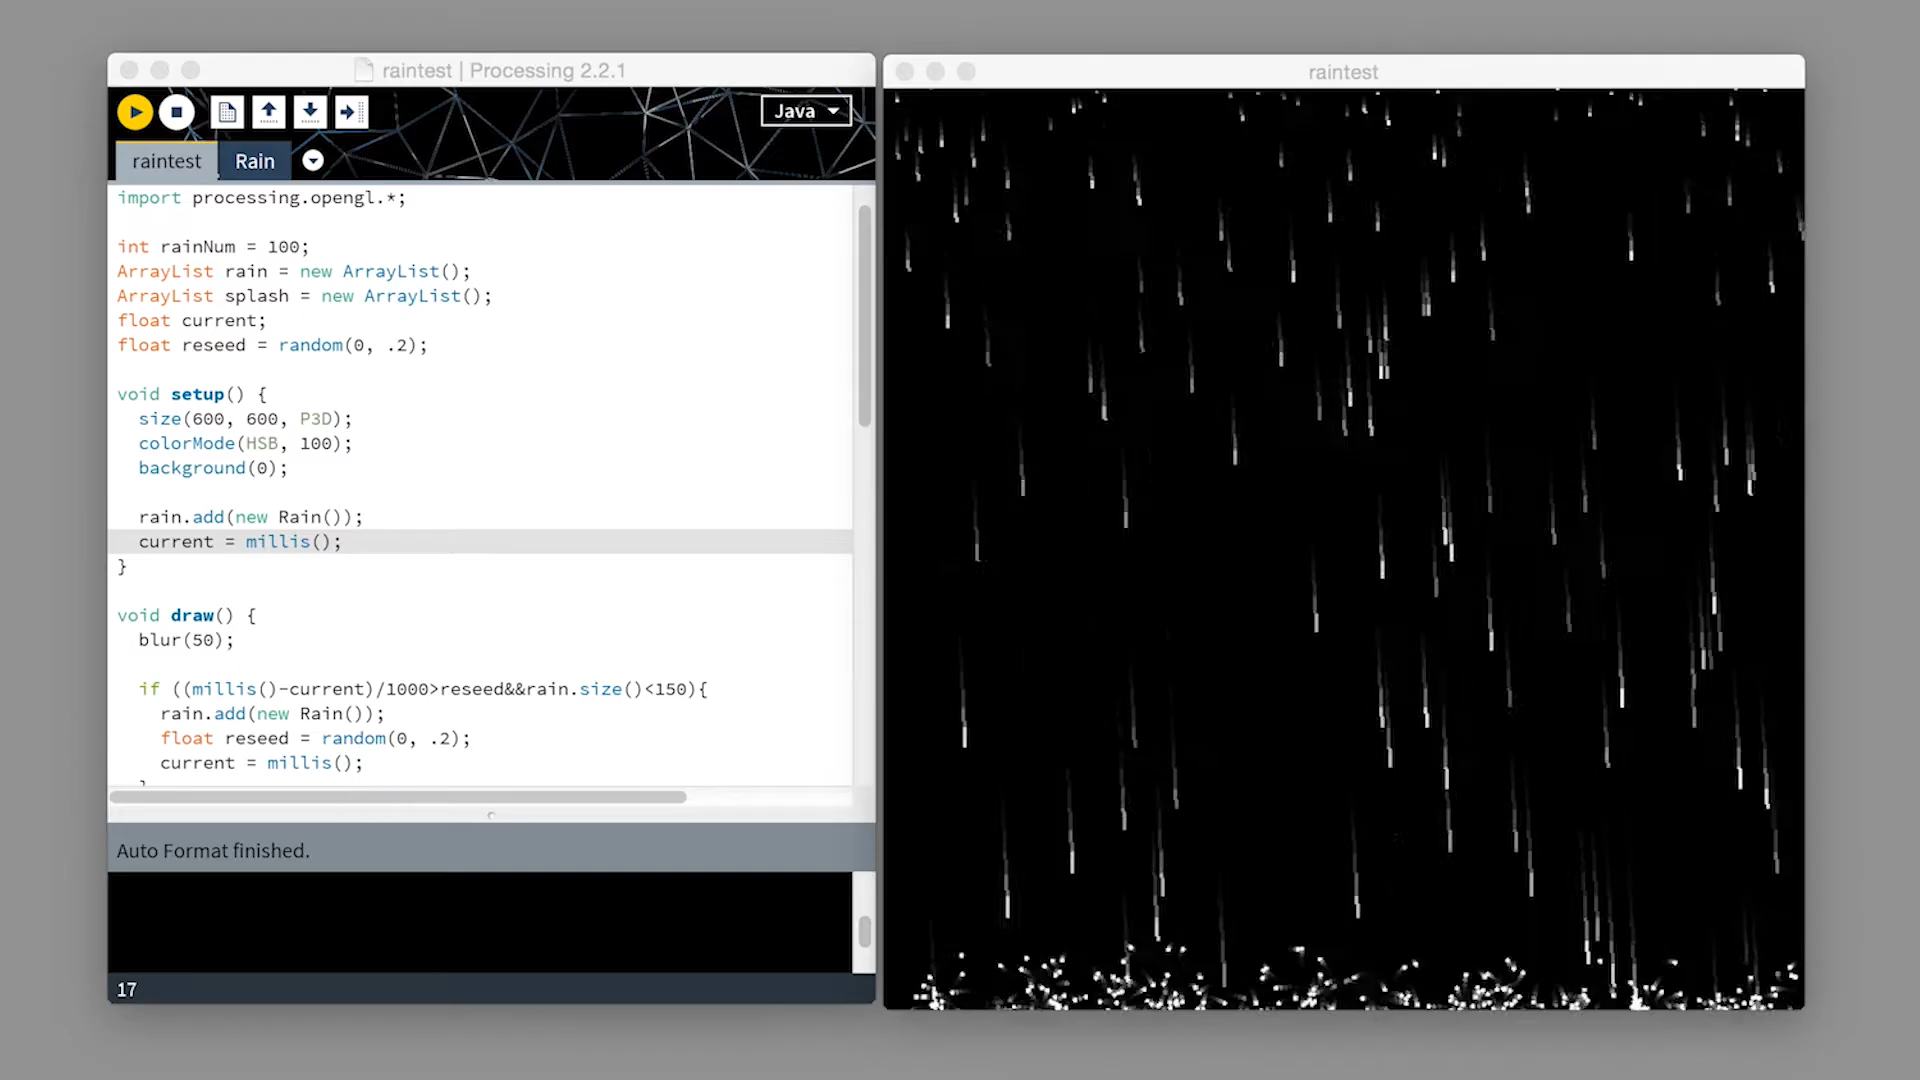 raintest | Processing 2.2.1
Java
raintest Rain
import processing.opengl.*;
int rainNum = 100;
ArrayList rain = new ArrayList();
ArrayList splash = new ArrayList();
float current;
float reseed = random(0, .2);
void setup() {
size(600, 600, P3D);
colorMode(HSB, 100);
background(0);
rain.add(new Rain());
current = millis();
}
void draw() {
blur(50);
if ((millis()-current)/1000>reseed&&rain.size()<150){
rain.add(new Rain());
float reseed = random(0, .2);
current = millis();
Auto Format finished.
17
raintest